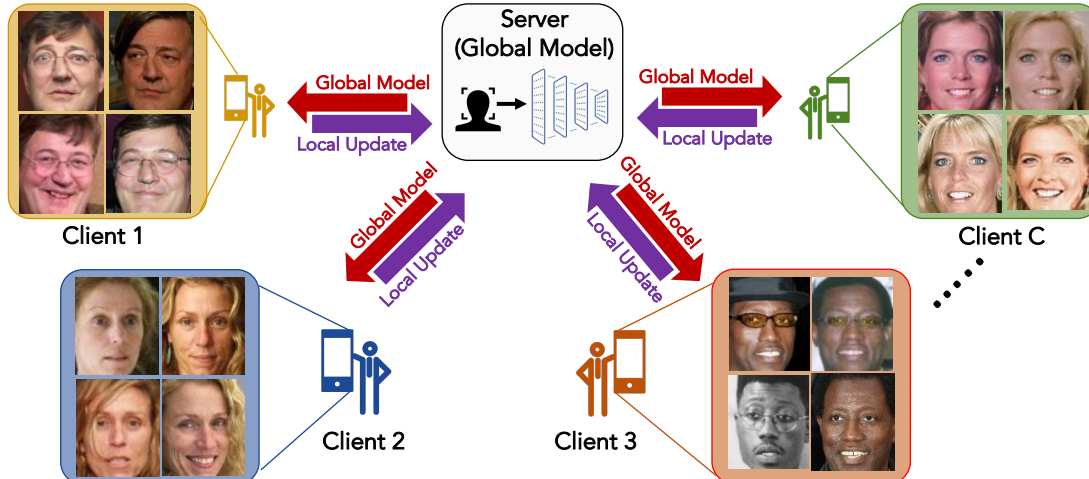 Server
(Global Model)
Global Model
Local Update
Global Model
Local Update
Global Model
Local Update
Global Model
Local Update
Client 1
Client C
Client 2
Client 3